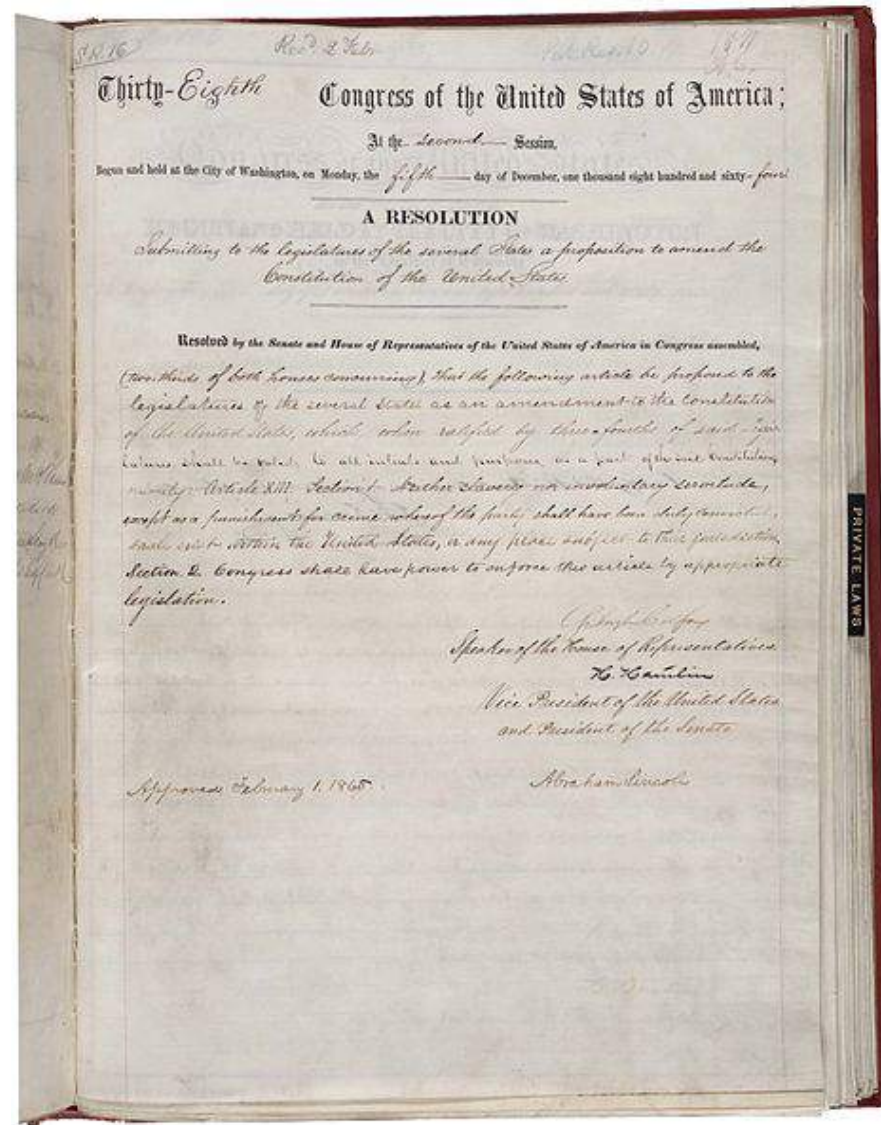 S.R. 16
Rec'd 2 Feb
Thirty-Eighth Congress of the United States of America;
At the second Session,
Begun and held at the City of Washington, on Monday, the fifth day of December, one thousand eight hundred and sixty-four
A RESOLUTION
Submitting to the legislatures of the several States a proposition to amend the
Constitution of the United States.
Resolved by the Senate and House of Representatives of the United States of America in Congress assembled,
(two-thirds of both houses concurring), That the following article be proposed to the
legislatures of the several States as an amendment to the Constitution
of the United States, which, when ratified by three-fourths of said
latures shall be valid, to all intents and purposes, as a part of the said Constitution,
namely: Article XIII. Section 1. Neither slavery nor involuntary servitude,
except as a punishment for crime whereof the party shall have been duly convicted,
shall exist within the United States, or any place subject to their jurisdiction.
Section 2. Congress shall have power to enforce this article by appropriate
legislation.
Schuyler Colfax
Speaker of the House of Representatives.
H. Hamlin
Vice President of the United States
and President of the Senate
Approved February 1. 1865.
Abraham Lincoln
PRIVATE LAWS